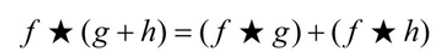 f ★ (g + h) = (f ★ g) + (f ★ h)